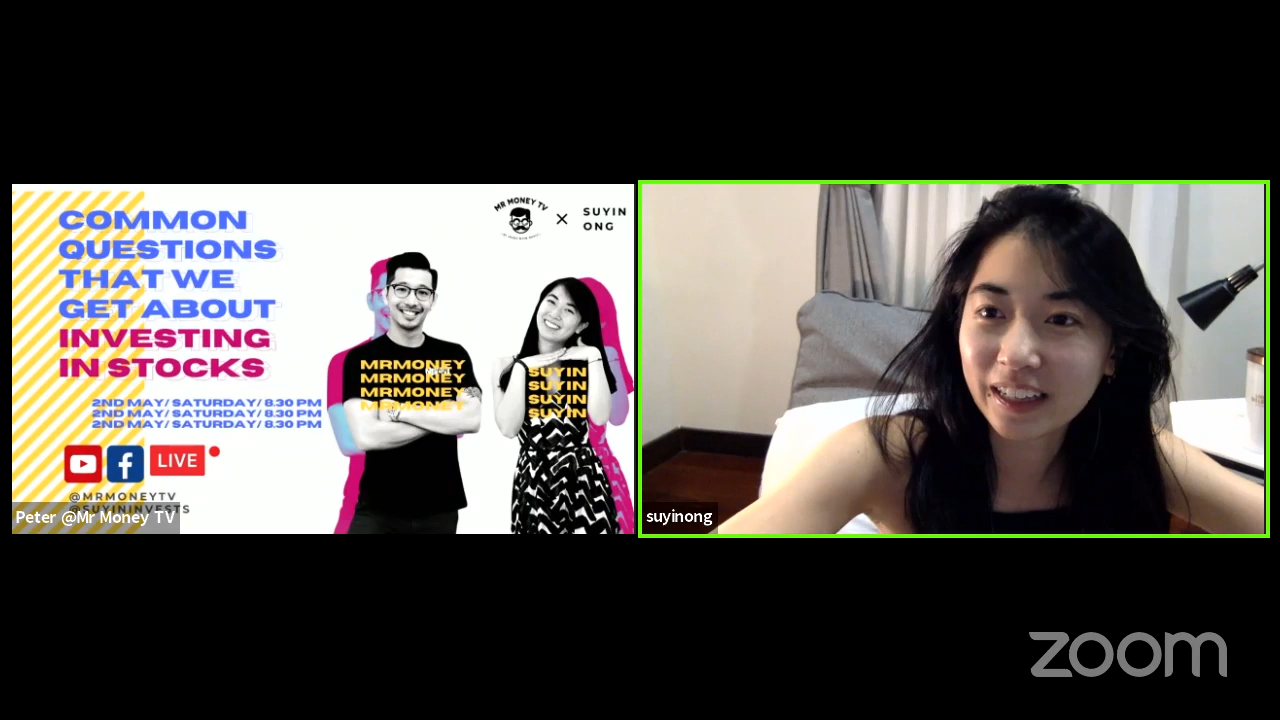 COMMON
QUESTIONS
THAT WE
GET ABOUT
INVESTING
IN STOCKS
2ND MAY/ SATURDAY/ 8.30 PM
2ND MAY/ SATURDAY/ 8.30 PM
2ND MAY/ SATURDAY/ 8.30 PM
LIVE
@MRMONEYTV
@SUYININVESTS
Peter @Mr Money TV
MR MONEY TV
X
SUYIN
ONG
MRMONEY
MRMONEY
MRMONEY
MRMONEY
SUYIN
SUYIN
SUYIN
SUYIN
suyinong
zoom